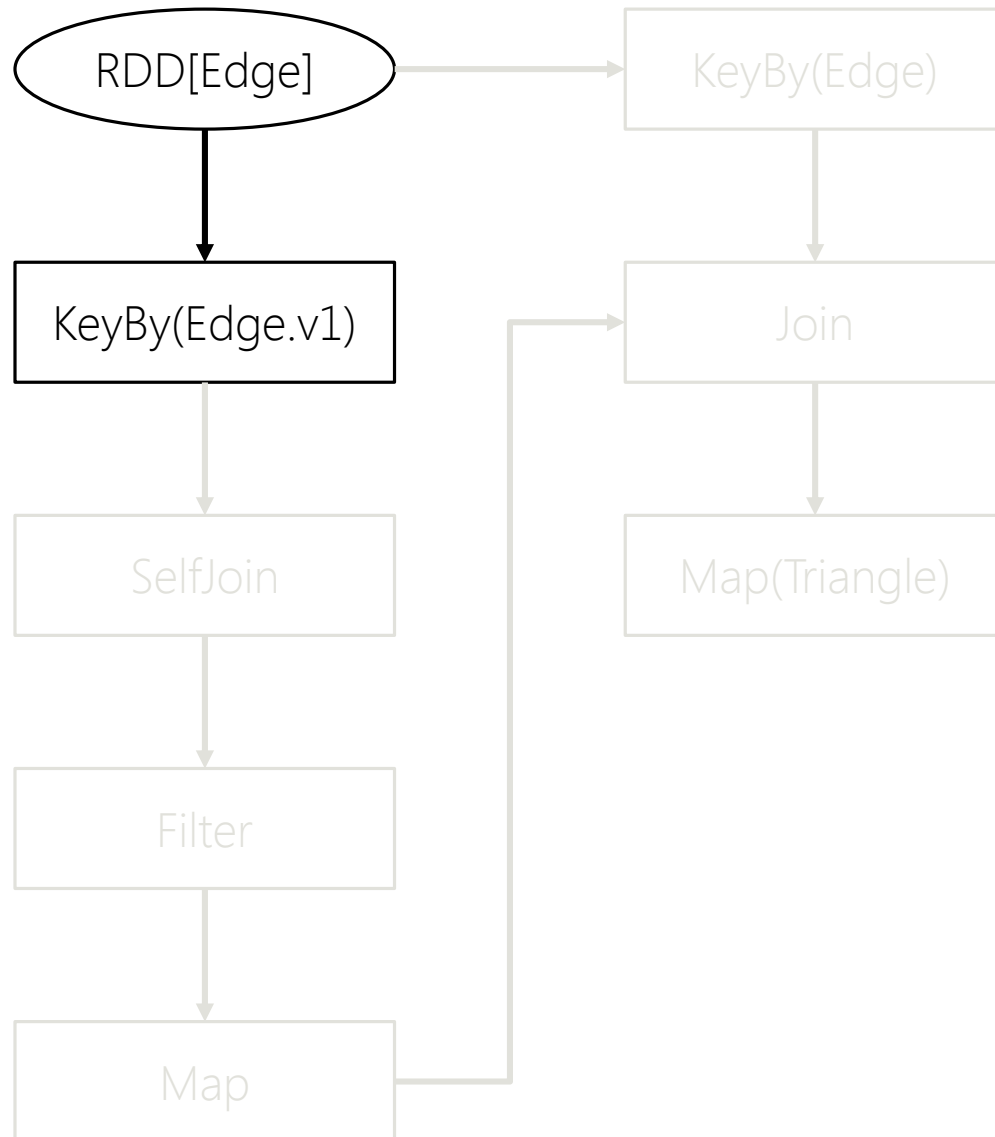 RDD[Edge]
KeyBy(Edge)
KeyBy(Edge.v1)
Join
SelfJoin
Map(Triangle)
Filter
Map